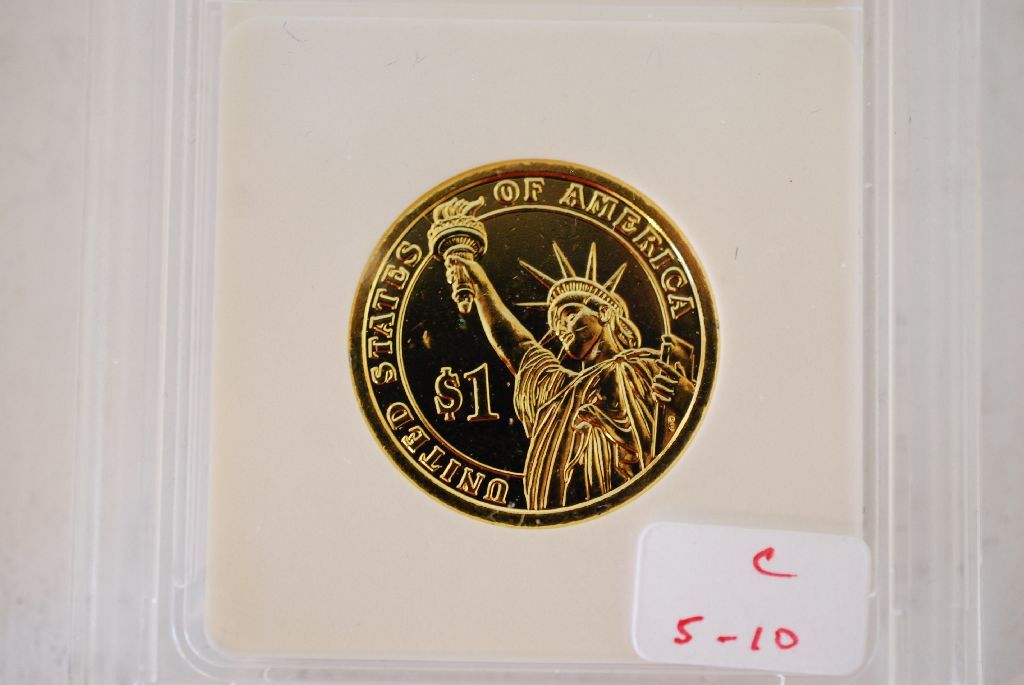 UNITED STATES OF AMERICA
$1
C
5-10